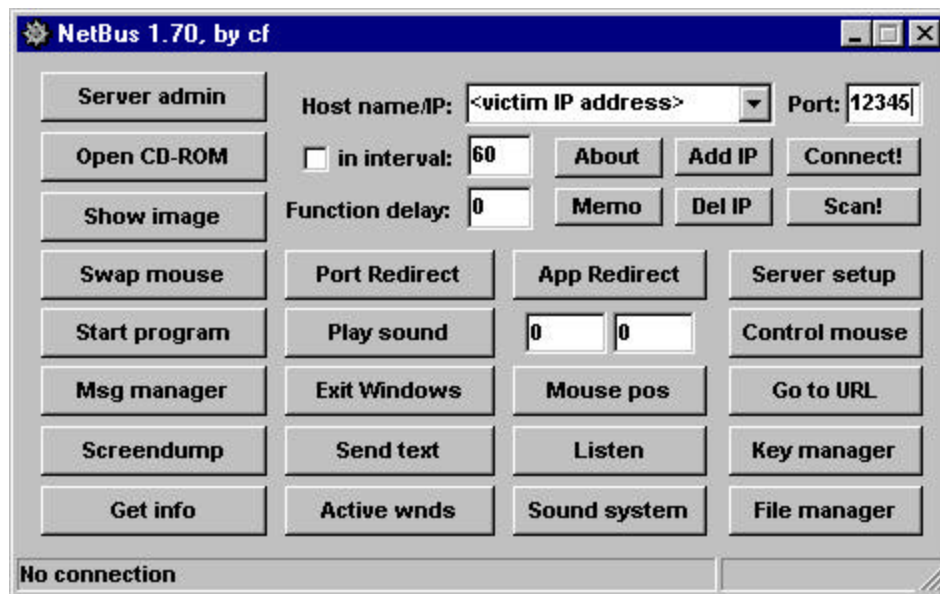 NetBus 1.70, by cf
Server admin
Host name/IP: <victim IP address> Port: 12345
Open CD-ROM
in interval: 60 About Add IP Connect!
Show image
Function delay: 0 Memo Del IP Scan!
Swap mouse Port Redirect App Redirect Server setup
Start program Play sound 0 0 Control mouse
Msg manager Exit Windows Mouse pos Go to URL
Screendump Send text Listen Key manager
Get info Active wnds Sound system File manager
No connection